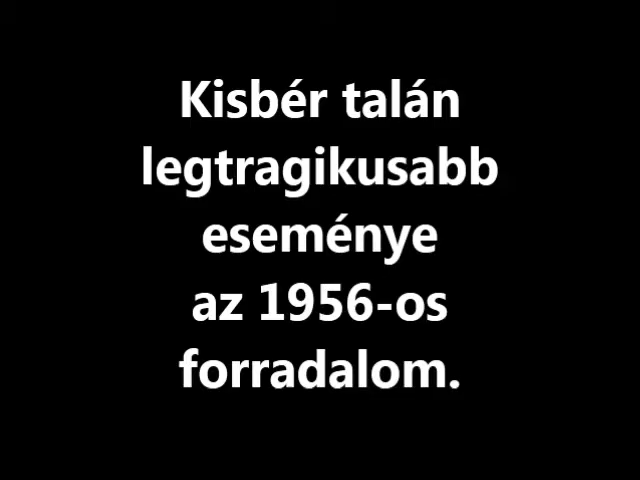 Kisbér talán
legtragikusabb
eseménye
az 1956-os
forradalom.